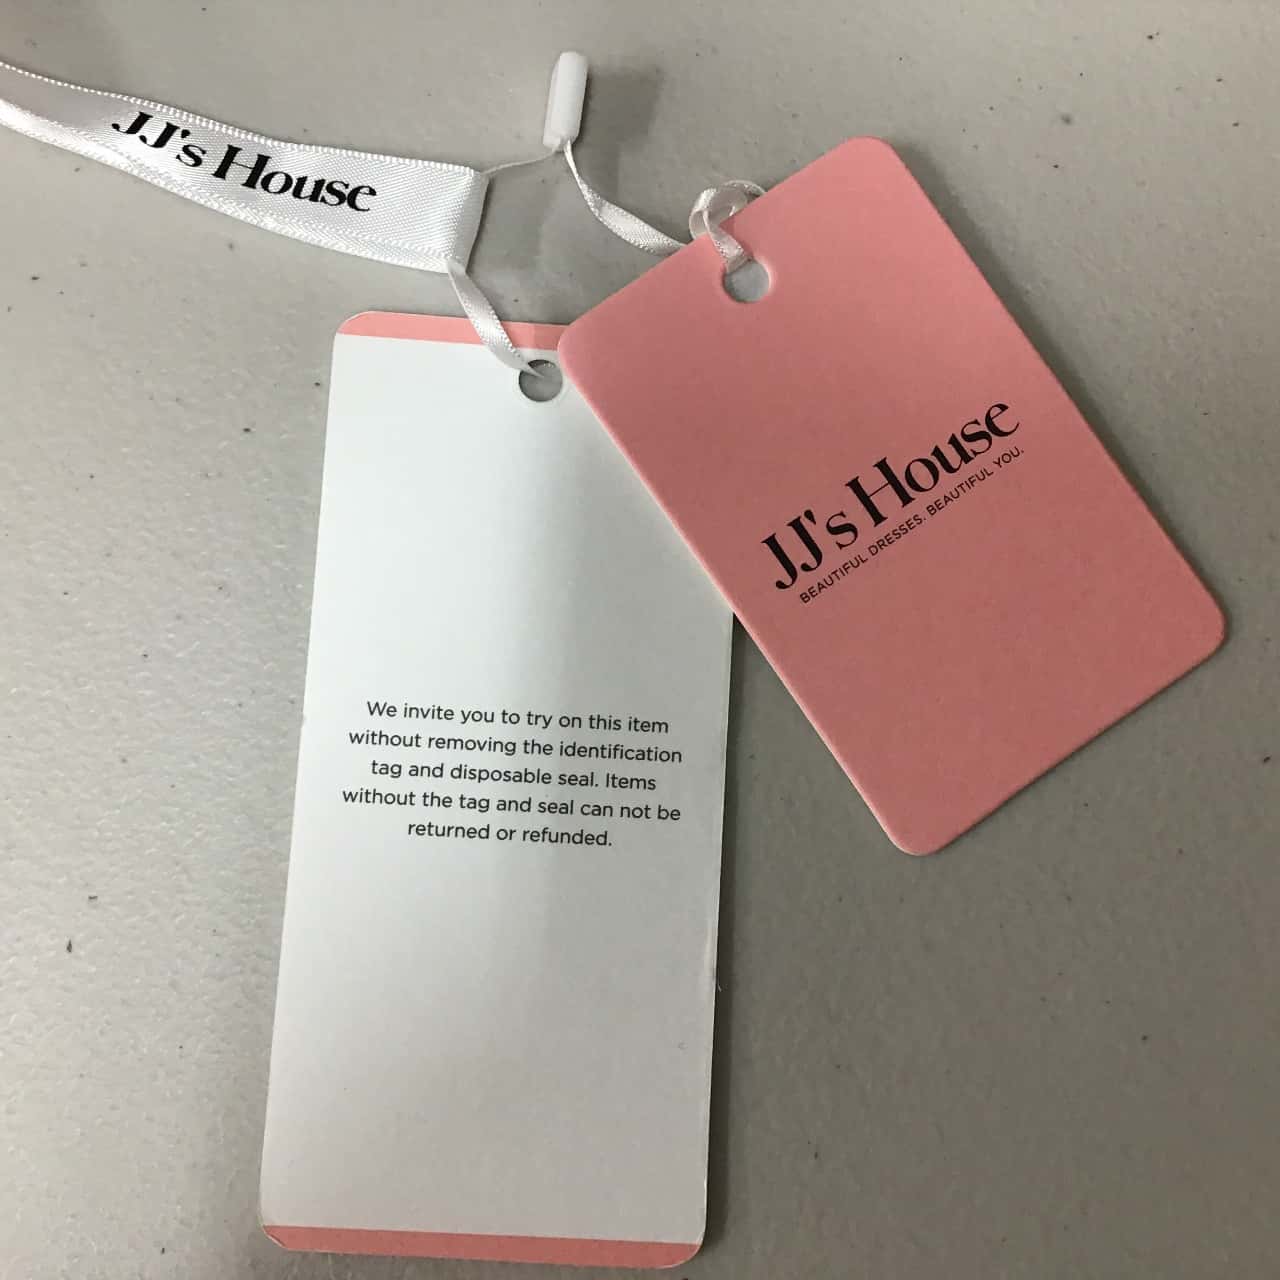 JJ's House
JJ's House
BEAUTIFUL DRESSES. BEAUTIFUL YOU.
We invite you to try on this item
without removing the identification
tag and disposable seal. Items
without the tag and seal can not be
returned or refunded.